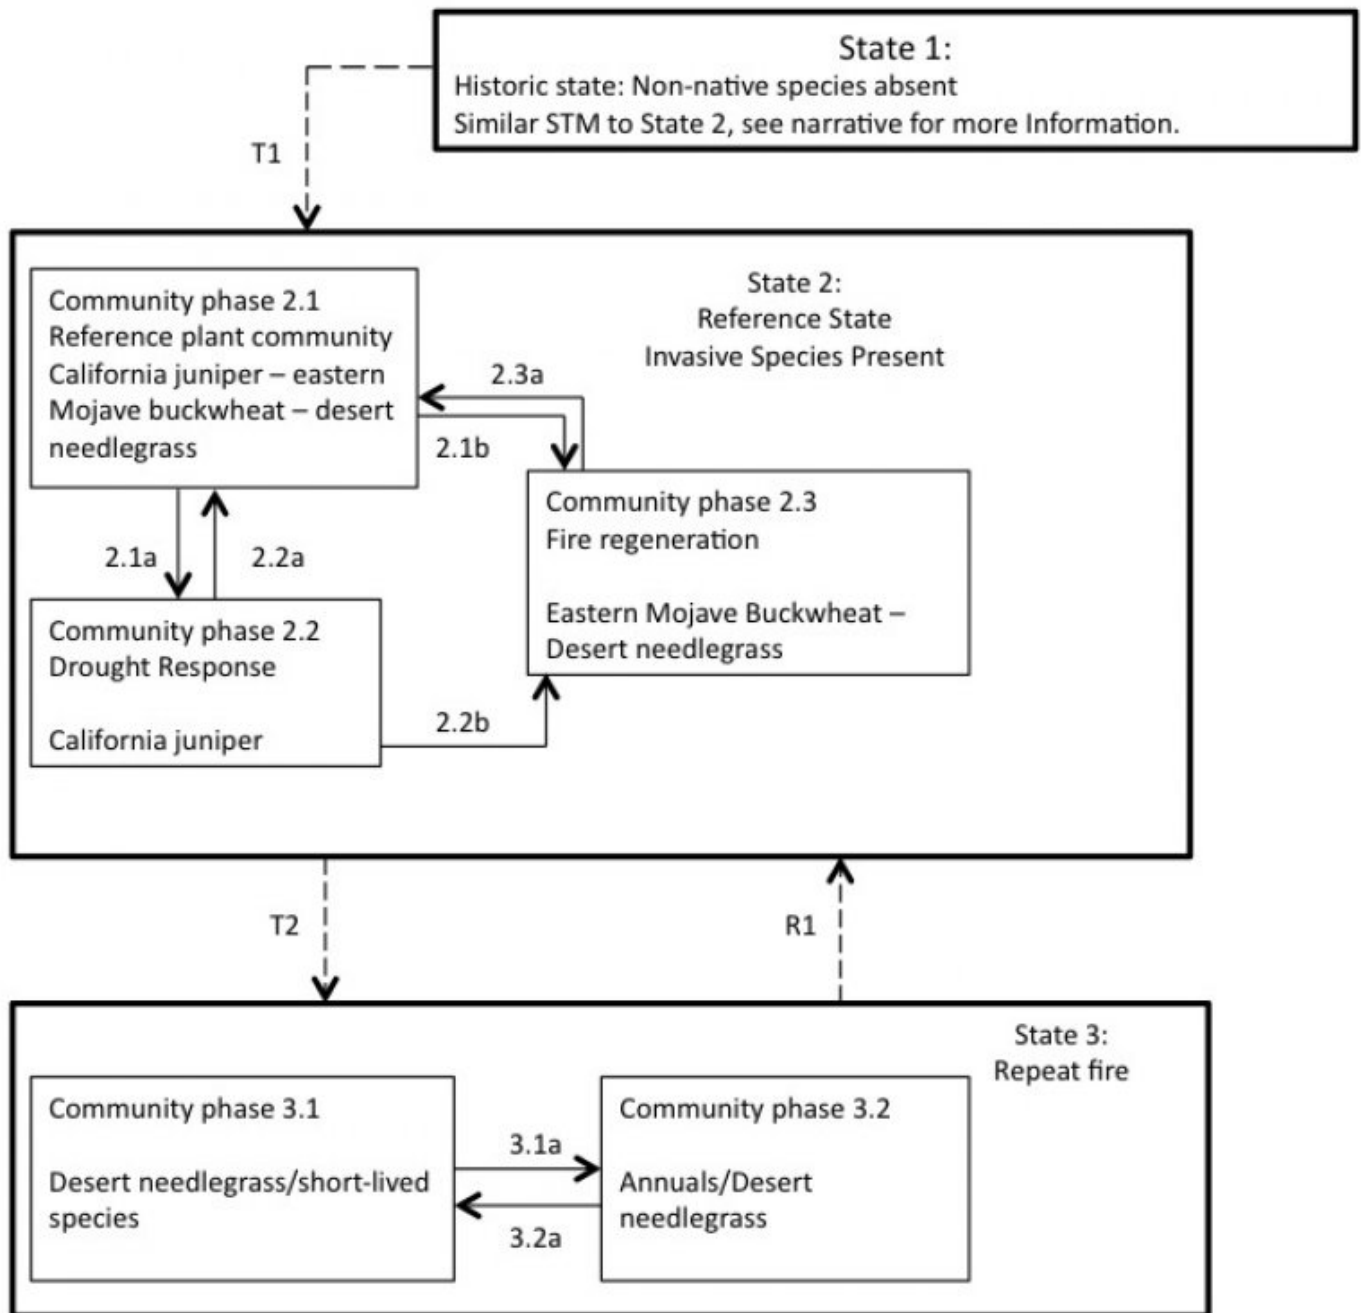 State 1:
Historic state: Non-native species absent
Similar STM to State 2, see narrative for more Information.
T1
State 2:
Reference State
Invasive Species Present
Community phase 2.1
Reference plant community
California juniper – eastern
Mojave buckwheat – desert
needlegrass
2.3a
2.1b
Community phase 2.3
Fire regeneration
Eastern Mojave Buckwheat –
Desert needlegrass
2.1a
2.2a
Community phase 2.2
Drought Response
California juniper
2.2b
T2
R1
State 3:
Repeat fire
Community phase 3.1
Desert needlegrass/short-lived
species
3.1a
3.2a
Community phase 3.2
Annuals/Desert
needlegrass